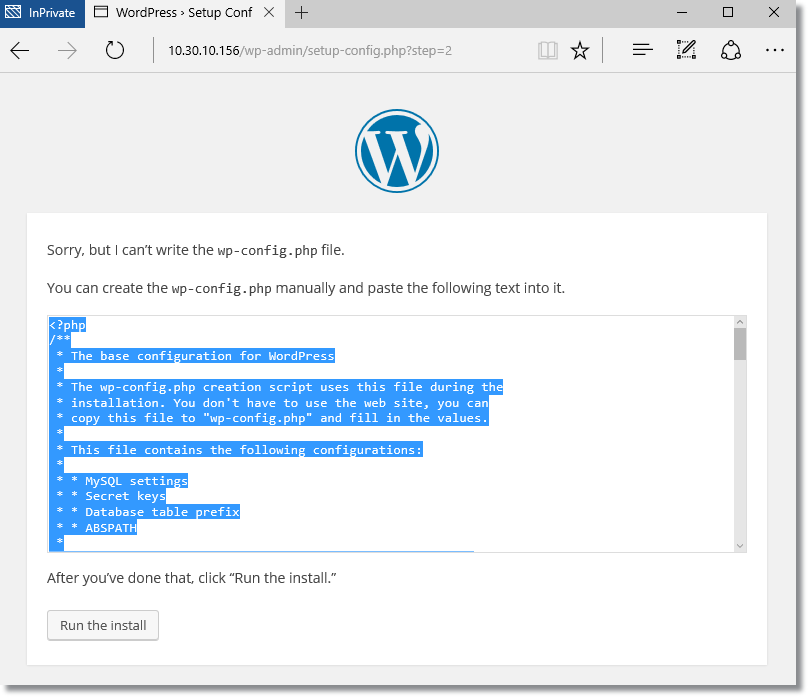 InPrivate
WordPress › Setup Conf
10.30.10.156/wp-admin/setup-config.php?step=2
W
Sorry, but I can’t write the wp-config.php file.
You can create the wp-config.php manually and paste the following text into it.
<?php
/**
 * The base configuration for WordPress
 *
 * The wp-config.php creation script uses this file during the
 * installation. You don't have to use the web site, you can
 * copy this file to "wp-config.php" and fill in the values.
 *
 * This file contains the following configurations:
 *
 * * MySQL settings
 * * Secret keys
 * * Database table prefix
 * * ABSPATH
 *
After you’ve done that, click “Run the install.”
Run the install